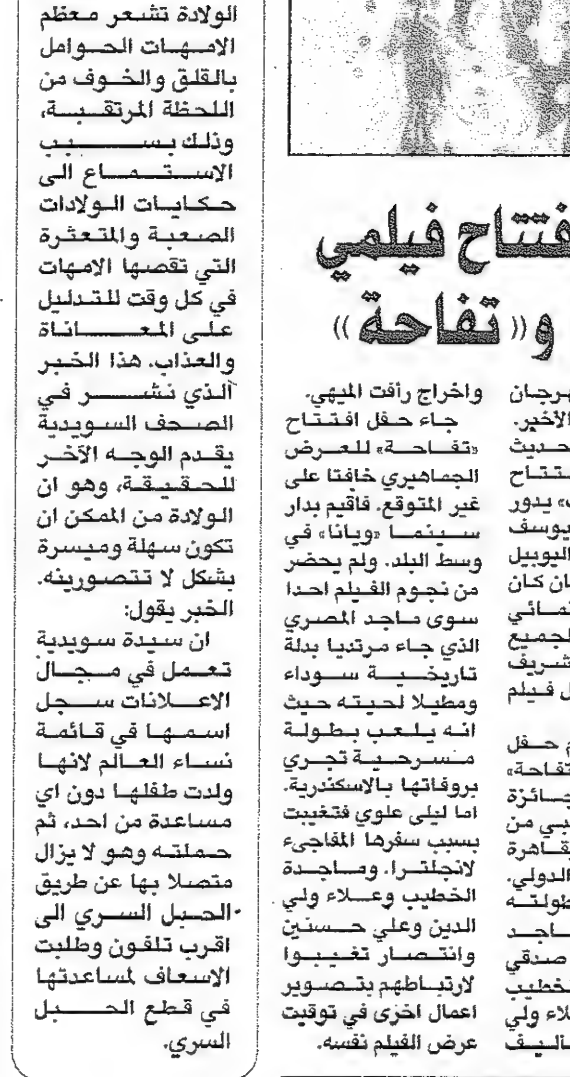 فتتاح فيلمي
و« تفاحة »
هرجان
الأخير.
حديث
فتتاح
يدور
يوسف
اليوبيل
ان كان
نمائي
لجميع
شريف
ل فيلم
م حفل
تفاحة»
جائزة
بي من
قاهرة
الدولي.
طولته
ماجد
صدقي
خطيب
لاء ولي
أليف
واخراج رأفت الميهي.
جاء حفل افتتاح
«تفاحة» للعرض
الجماهيري خافتا على
غير المتوقع. فاقيم بدار
سينما «ويانا» في
وسط البلد. ولم يحضر
من نجوم الفيلم احدا
سوى ماجد المصري
الذي جاء مرتديا بدلة
تاريخية سوداء
ومطيلا لحيته حيث
انه يلعب بطولة
مسرحية تجري
بروفاتها بالاسكندرية.
اما ليلى علوي فتغيبت
بسبب سفرها المفاجىء
لانجلترا. وماجدة
الخطيب وعلاء ولي
الدين وعلي حسنين
وانتصار تغيبوا
لارتباطهم بتصوير
اعمال اخرى في توقيت
عرض الفيلم نفسه.
الولادة تشعر معظم
الامهات الحوامل
بالقلق والخوف من
اللحظة المرتقبة،
وذلك بسبب
الاستماع الى
حكايات الولادات
الصعبة والمتعثرة
التي تقصها الامهات
في كل وقت للتدليل
على المعاناة
والعذاب. هذا الخبر
الذي نشر في
الصحف السويدية
يقدم الوجه الآخر
للحقيقة، وهو ان
الولادة من الممكن ان
تكون سهلة وميسرة
بشكل لا تتصورينه.
الخبر يقول:
ان سيدة سويدية
تعمل في مجال
الاعلانات سجل
اسمها في قائمة
نساء العالم لانها
ولدت طفلها دون اي
مساعدة من احد، ثم
حملته وهو لا يزال
متصلا بها عن طريق
الحبل السري الى
اقرب تلفون وطلبت
الاسعاف لمساعدتها
في قطع الحبل
السري.